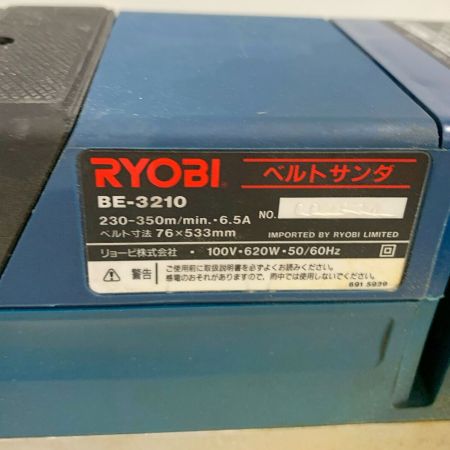 RYOBI ベルトサンダ
BE-3210
230-350m/min.・6.5A NO.
ベルト寸法 76×533mm
IMPORTED BY RYOBI LIMITED
リョービ株式会社・100V・620W・50/60Hz
警告 ご使用前に取扱説明書を必ずよくお読みください。
感電のおそれがありますので、雨中では使用しないでください。
691 5939